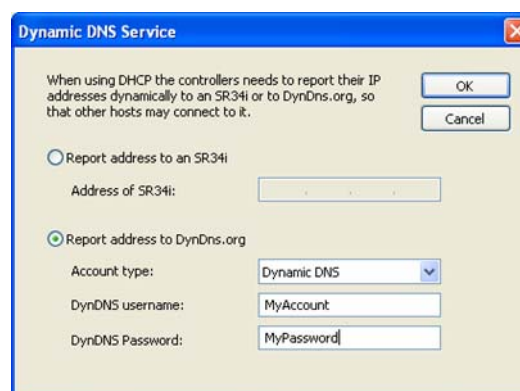 Dynamic DNS Service
When using DHCP the controllers needs to report their IP
addresses dynamically to an SR34i or to DynDns.org, so
that other hosts may connect to it.
OK
Cancel
Report address to an SR34i
Address of SR34i:
Report address to DynDns.org
Account type:
Dynamic DNS
DynDNS username:
MyAccount
DynDNS Password:
MyPassword